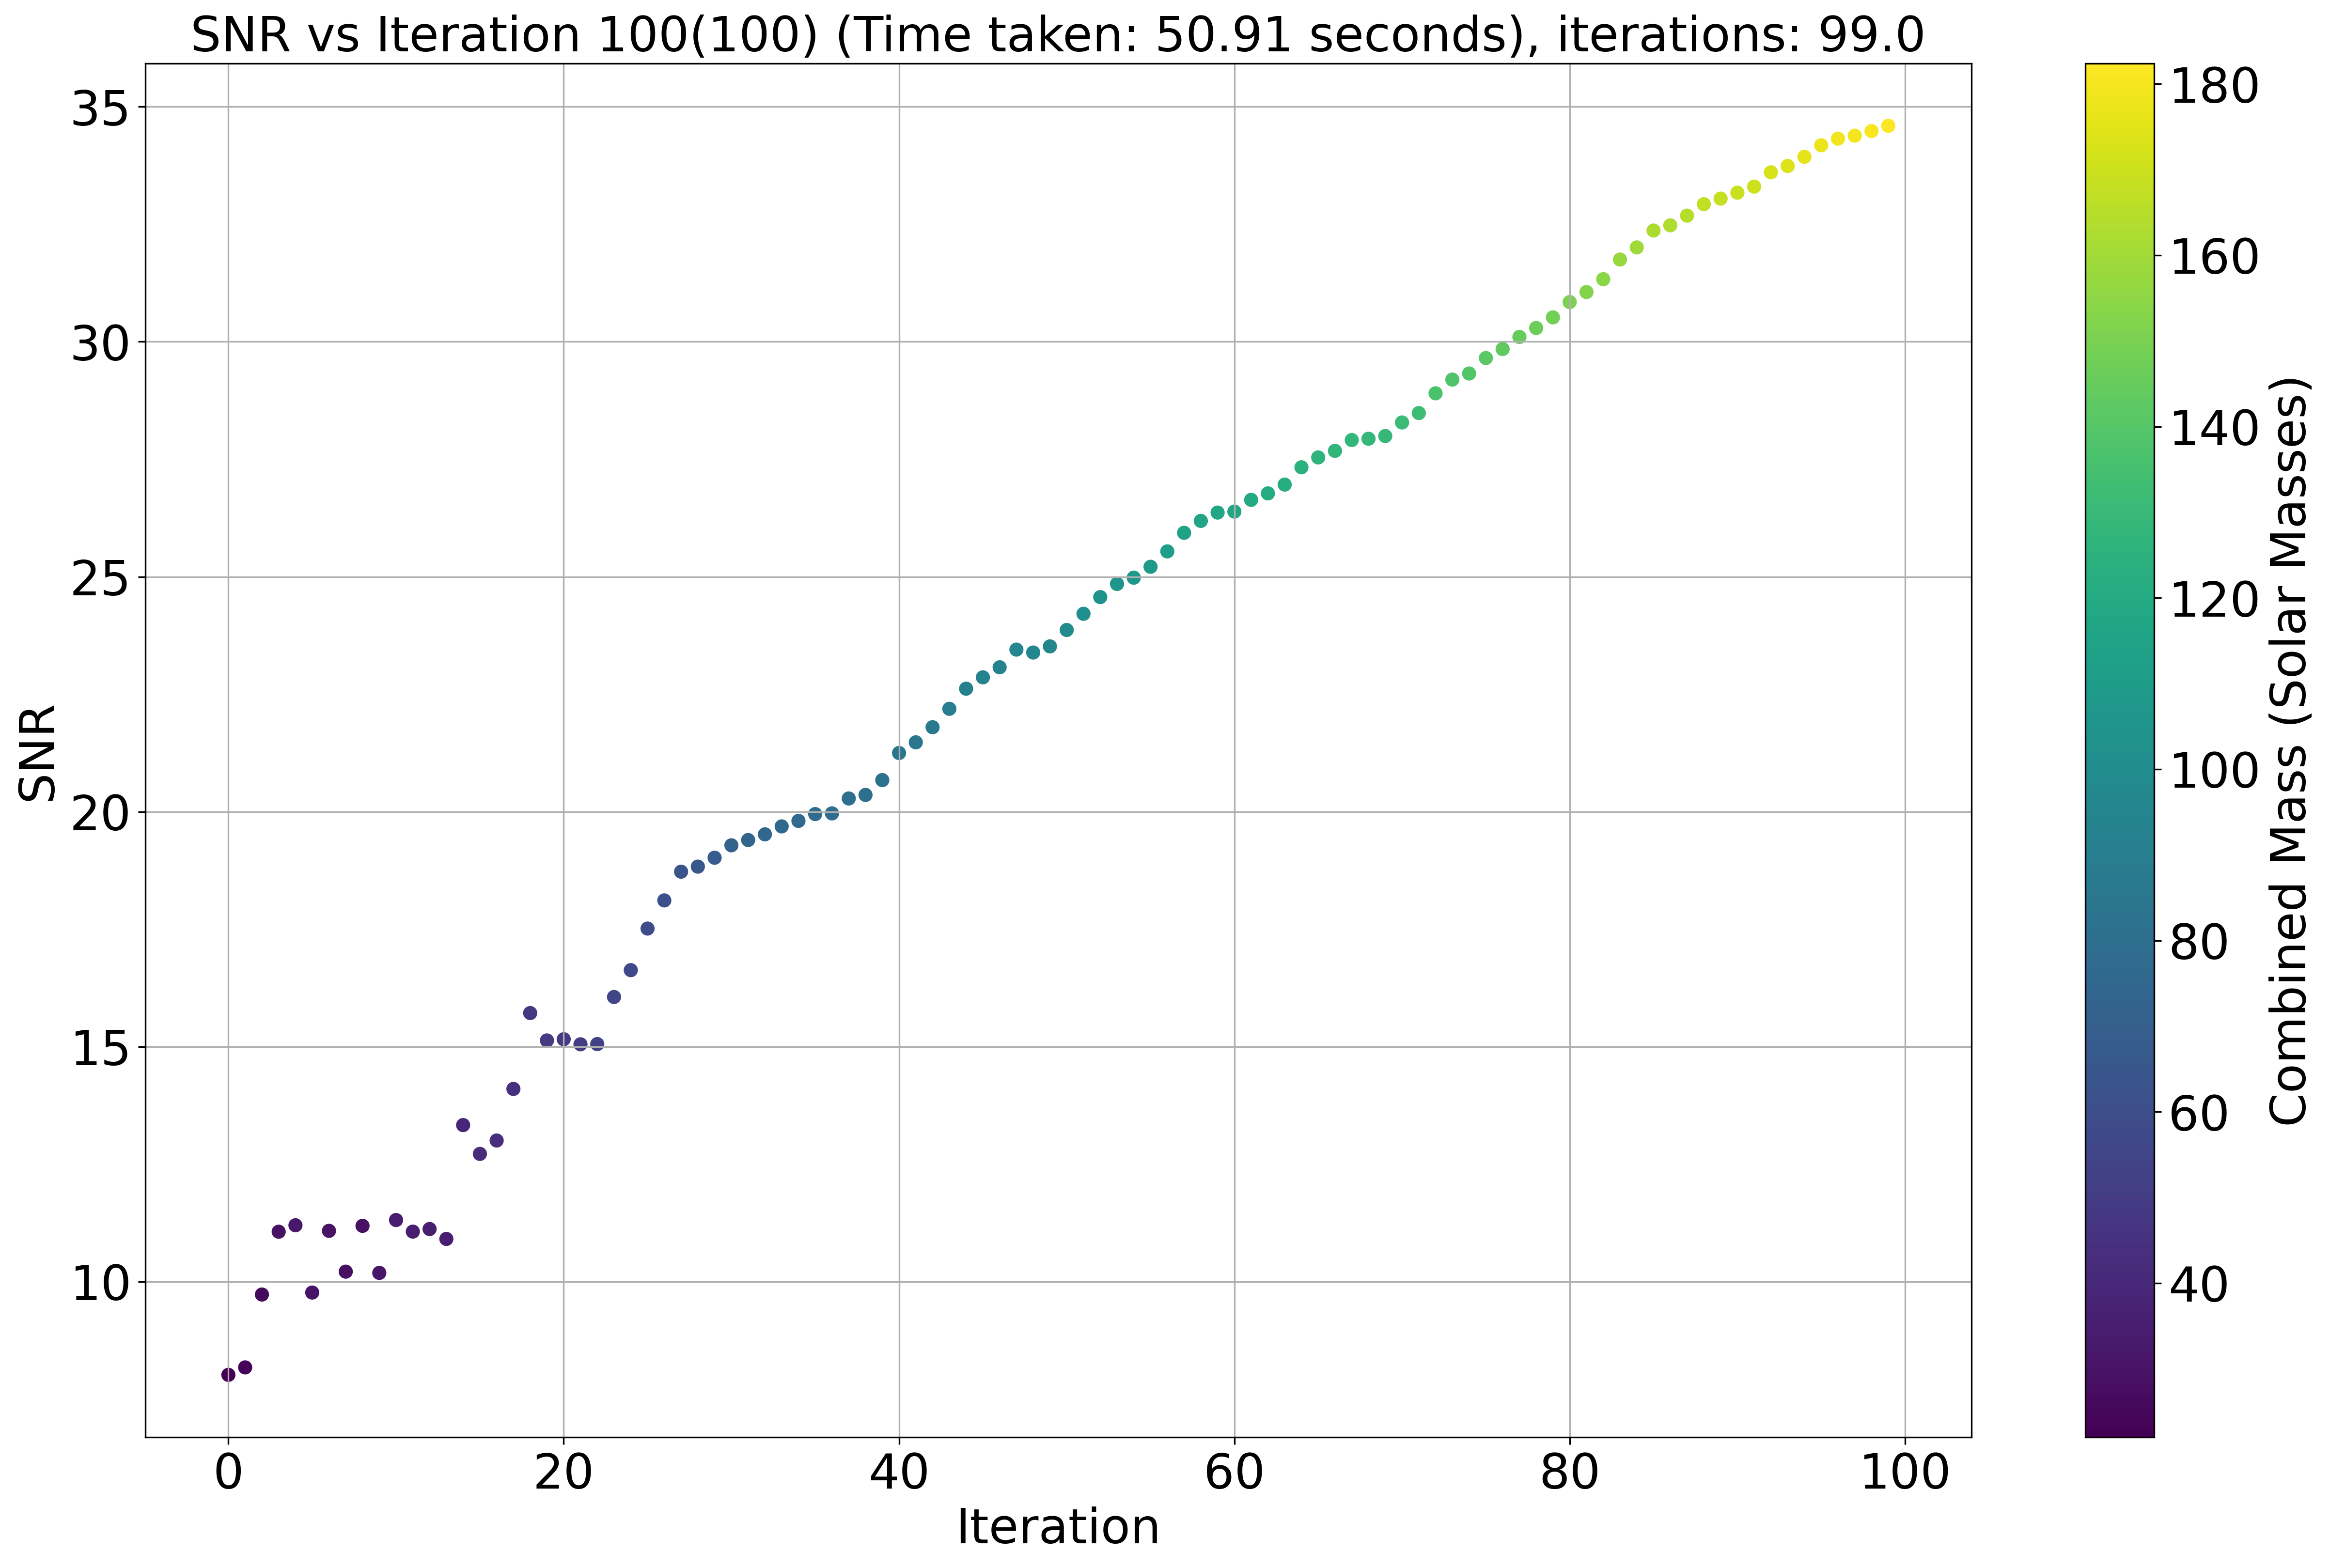 SNR vs Iteration 100(100) (Time taken: 50.91 seconds), iterations: 99.0
SNR
35
30
25
20
15
10
0 20 40 60 80 100
Iteration
180
160
140
120
100
80
60
40
Combined Mass (Solar Masses)